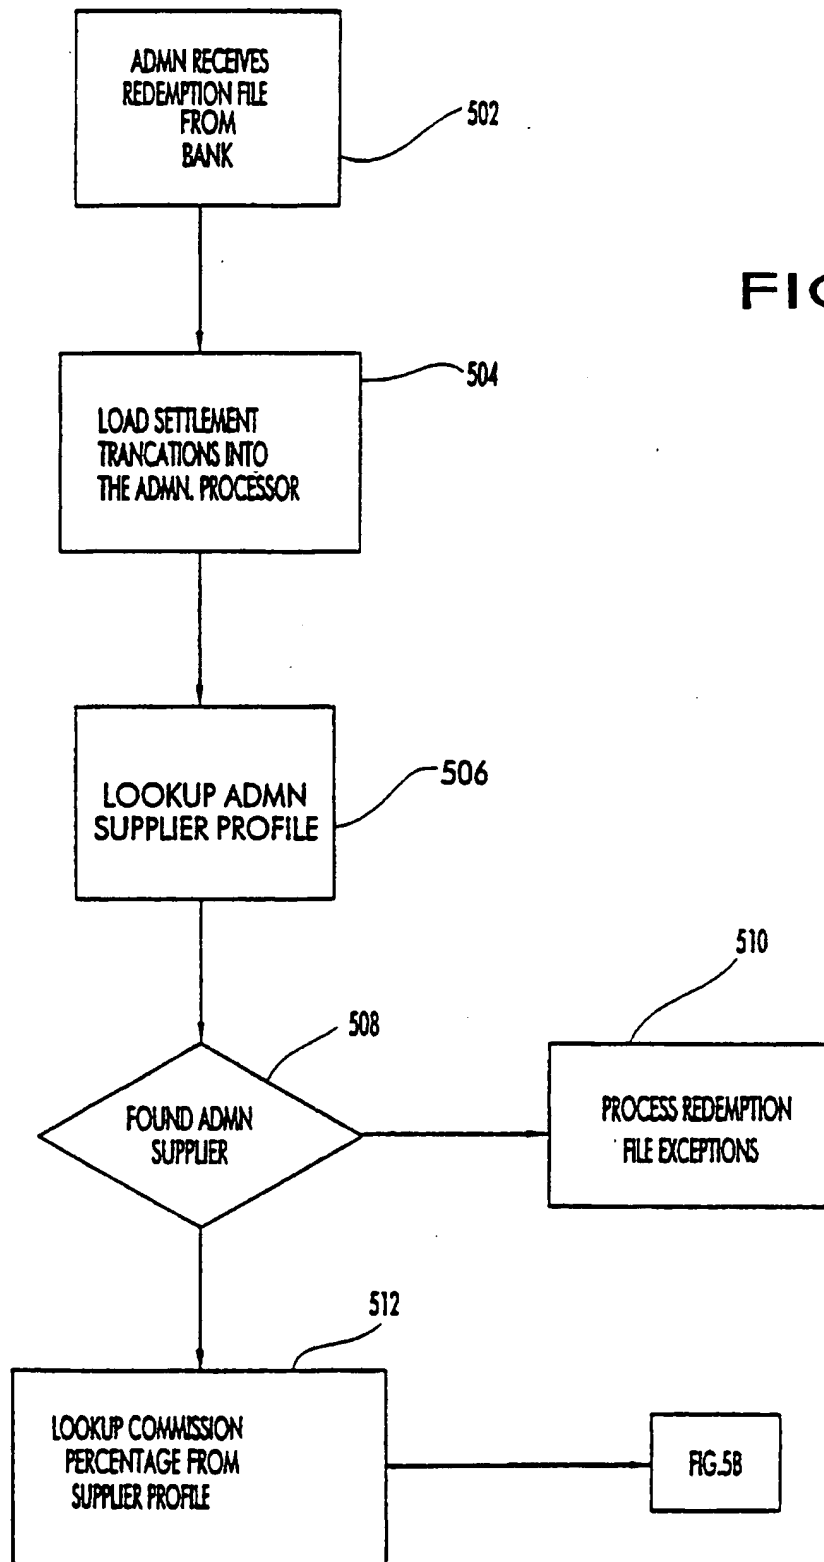 ADMN RECEIVES
REDEMPTION FILE
FROM
BANK
502
FIG
504
LOAD SETTLEMENT
TRANCATIONS INTO
THE ADMN. PROCESSOR
506
LOOKUP ADMN
SUPPLIER PROFILE
508
510
FOUND ADMN
SUPPLIER
PROCESS REDEMPTION
FILE EXCEPTIONS
512
LOOKUP COMMISSION
PERCENTAGE FROM
SUPPLIER PROFILE
FIG.5B